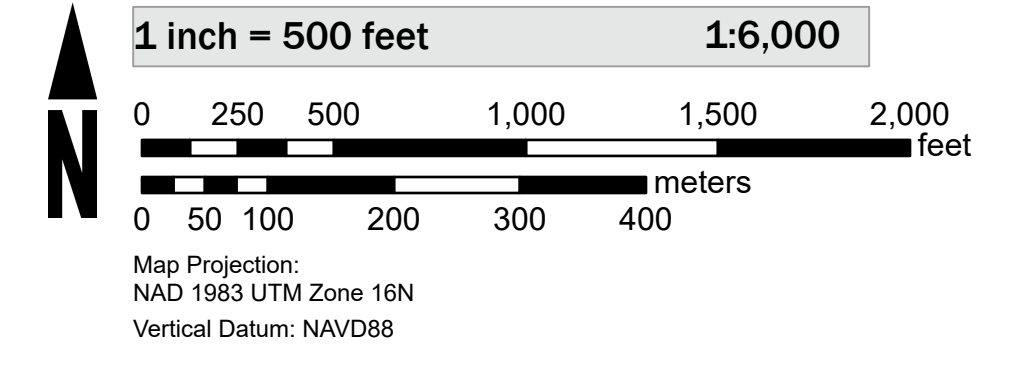 1 inch = 500 feet 1:6,000
0 250 500 1,000 1,500 2,000
feet
meters
0 50 100 200 300 400
N
Map Projection:
NAD 1983 UTM Zone 16N
Vertical Datum: NAVD88